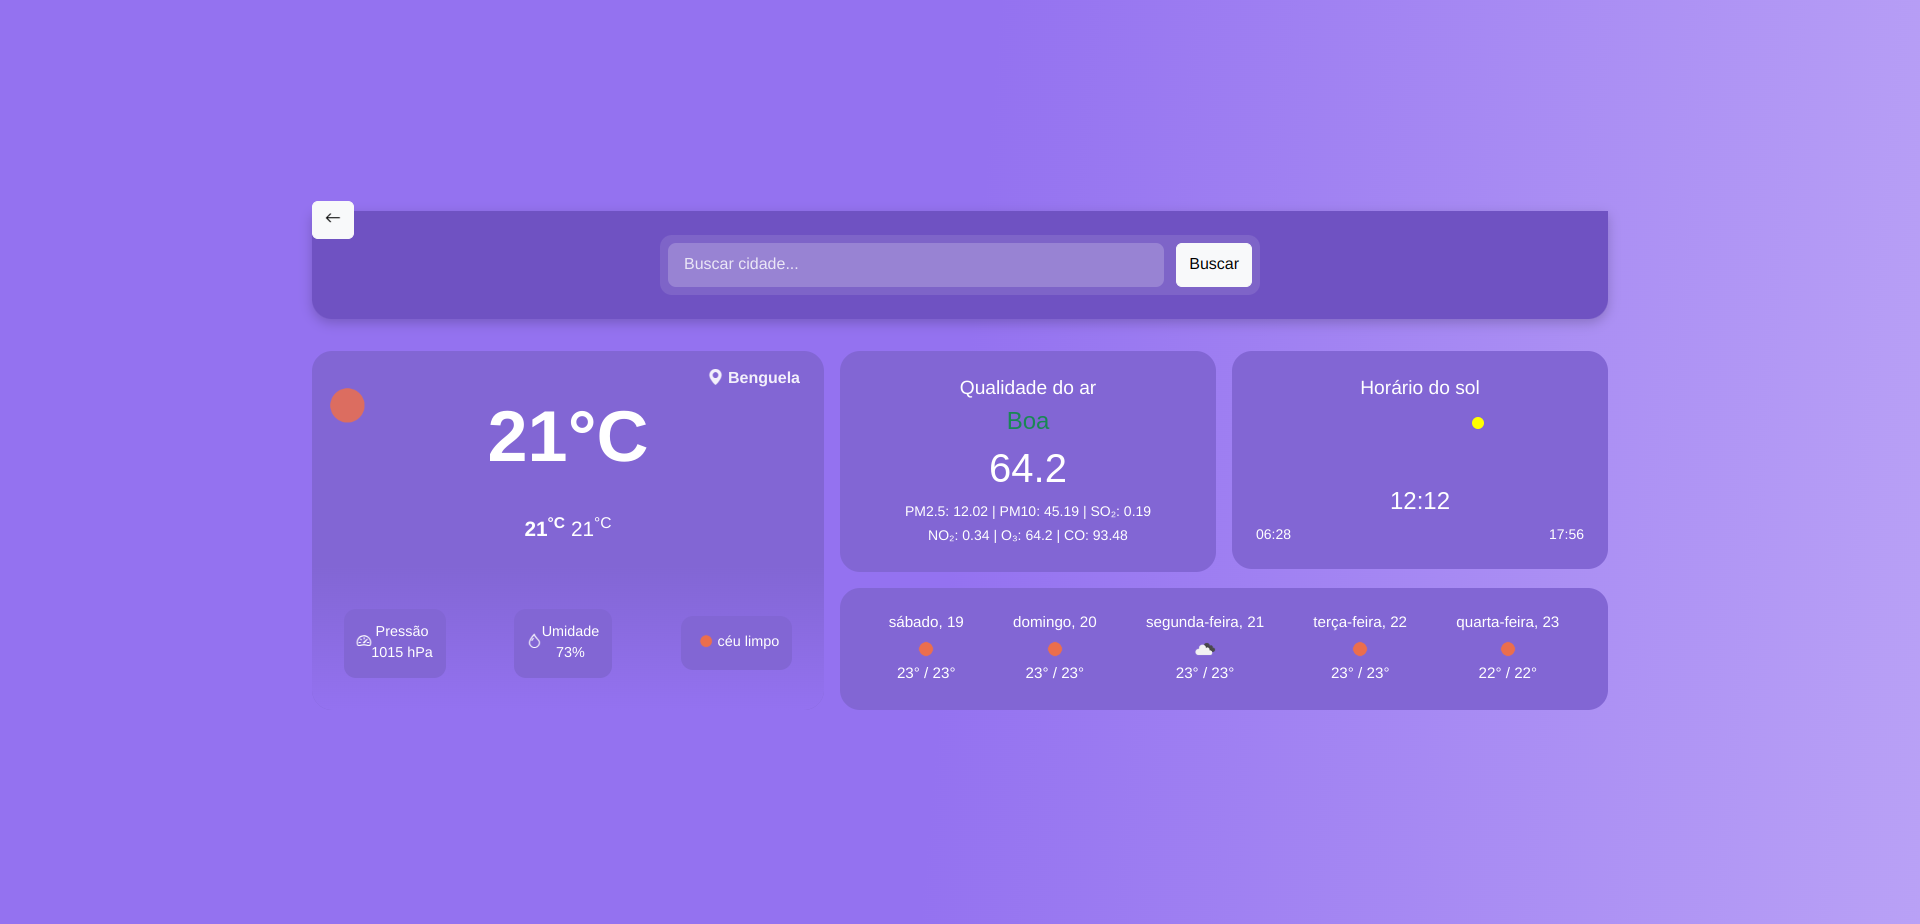 Buscar cidade...
Buscar
Benguela
21°C
21°C 21°C
Pressão
1015 hPa
Umidade
73%
céu limpo
Qualidade do ar
Boa
64.2
PM2.5: 12.02 | PM10: 45.19 | SO₂: 0.19
NO₂: 0.34 | O₃: 64.2 | CO: 93.48
Horário do sol
12:12
06:28
17:56
sábado, 19
23° / 23°
domingo, 20
23° / 23°
segunda-feira, 21
23° / 23°
terça-feira, 22
23° / 23°
quarta-feira, 23
22° / 22°